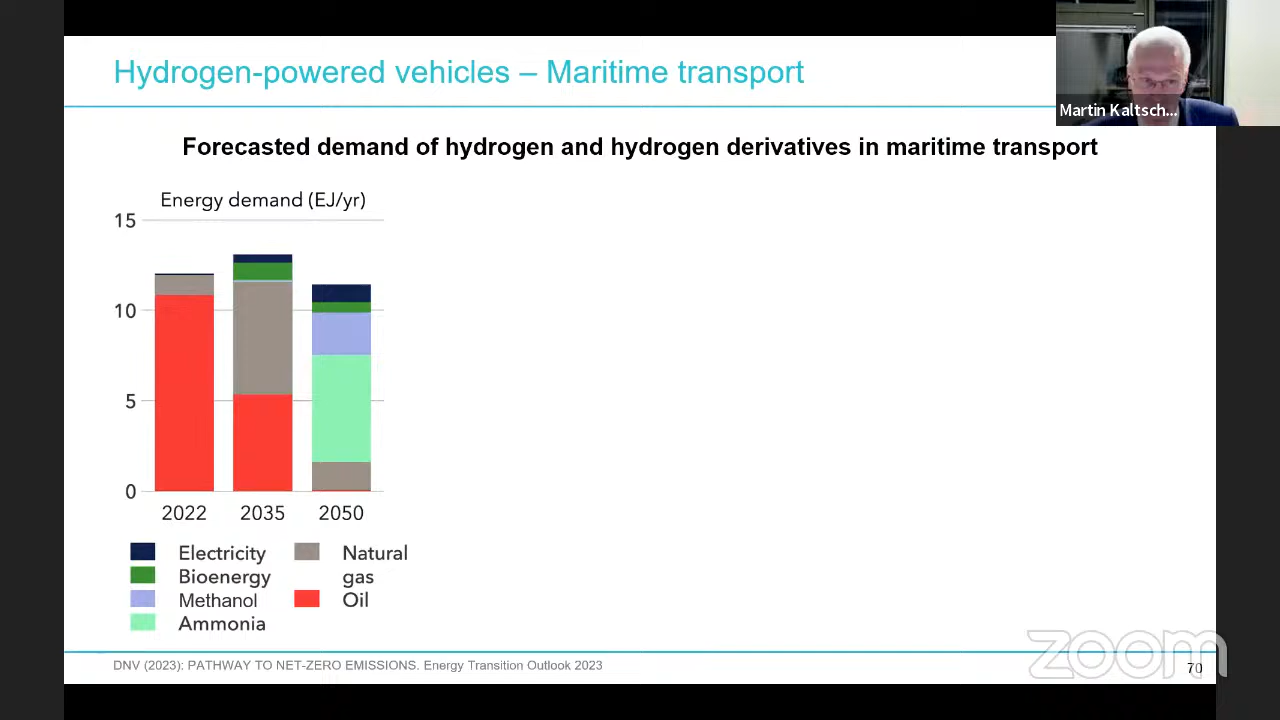 Hydrogen-powered vehicles – Maritime transport
Martin Kaltsch...
Forecasted demand of hydrogen and hydrogen derivatives in maritime transport
Energy demand (EJ/yr)
15
10
5
0
2022 2035 2050
Electricity Natural
Bioenergy gas
Methanol Oil
Ammonia
zoom
DNV (2023): PATHWAY TO NET-ZERO EMISSIONS. Energy Transition Outlook 2023
70